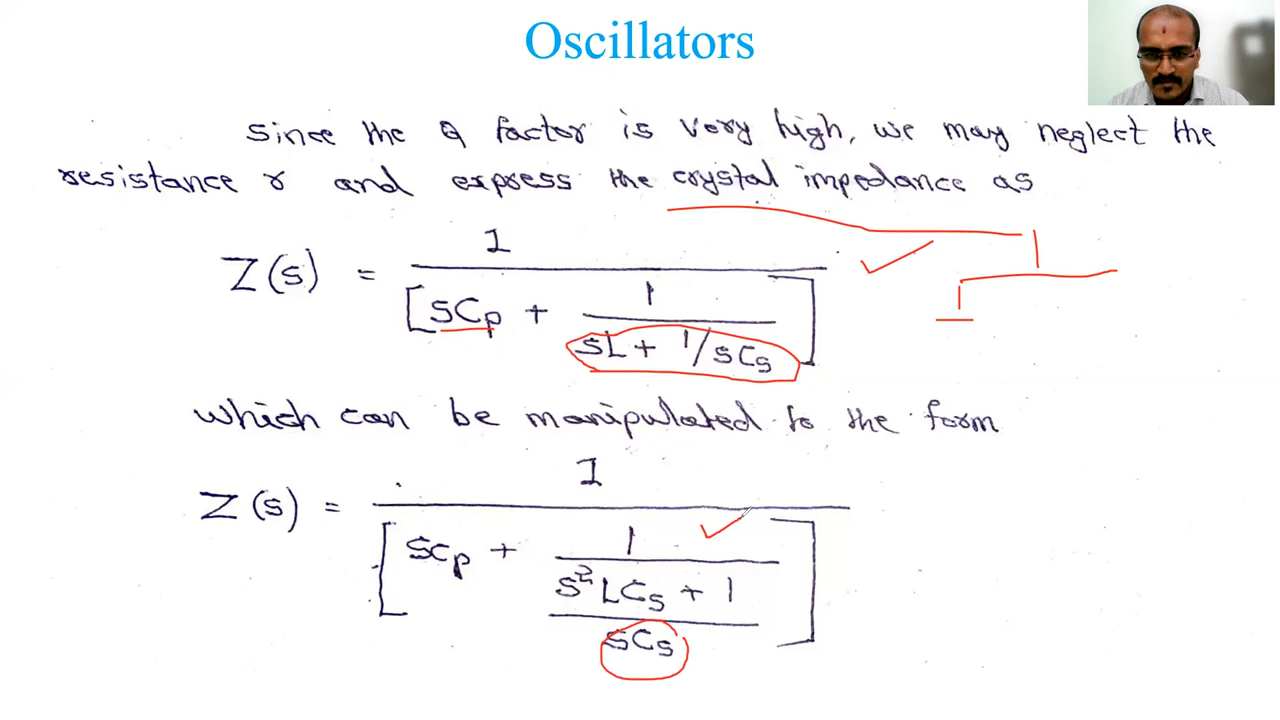 Oscillators
Since the Q factor is very high, we may neglect the
resistance r and express the crystal impedance as
Z(s) = 1 / [sCp + 1 / (sL + 1/sCs)]
which can be manipulated to the form
Z(s) = 1 / [sCp + 1 / ((s²LCs + 1) / sCs)]